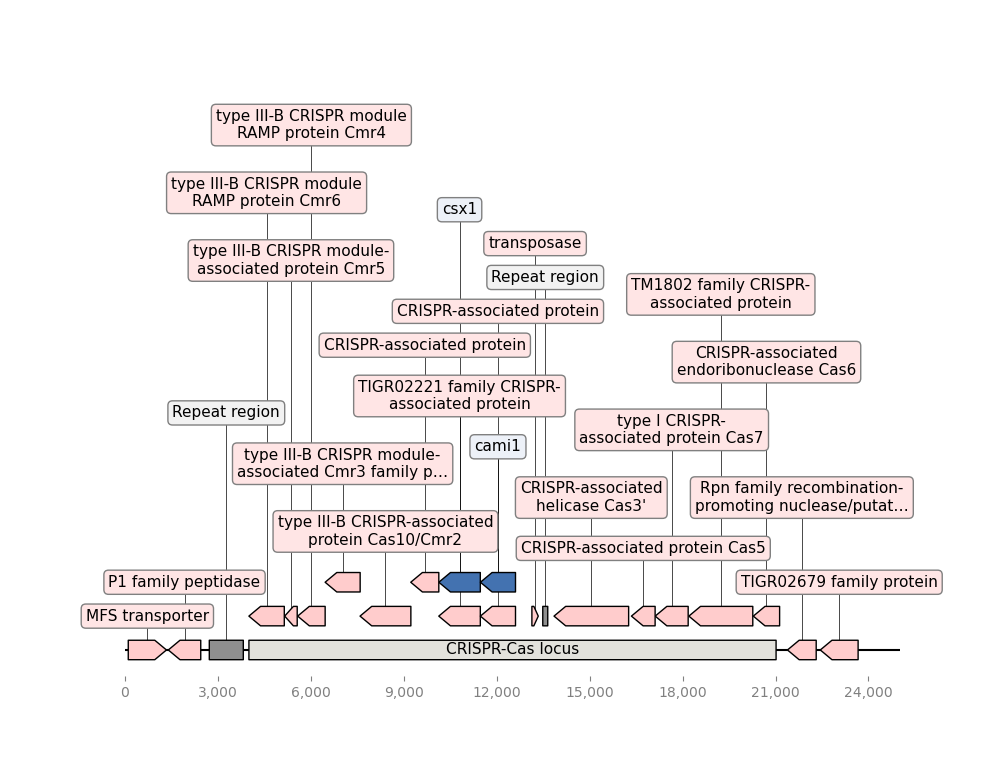 type III-B CRISPR module
RAMP protein Cmr4
type III-B CRISPR module
RAMP protein Cmr6
csx1
transposase
type III-B CRISPR module-
associated protein Cmr5
Repeat region
TM1802 family CRISPR-
associated protein
CRISPR-associated protein
CRISPR-associated protein
CRISPR-associated
endoribonuclease Cas6
TIGR02221 family CRISPR-
associated protein
Repeat region
type I CRISPR-
associated protein Cas7
cami1
type III-B CRISPR module-
associated Cmr3 family p...
CRISPR-associated
helicase Cas3'
Rpn family recombination-
promoting nuclease/putat...
type III-B CRISPR-associated
protein Cas10/Cmr2
CRISPR-associated protein Cas5
P1 family peptidase
TIGR02679 family protein
MFS transporter
CRISPR-Cas locus
0
3,000
6,000
9,000
12,000
15,000
18,000
21,000
24,000